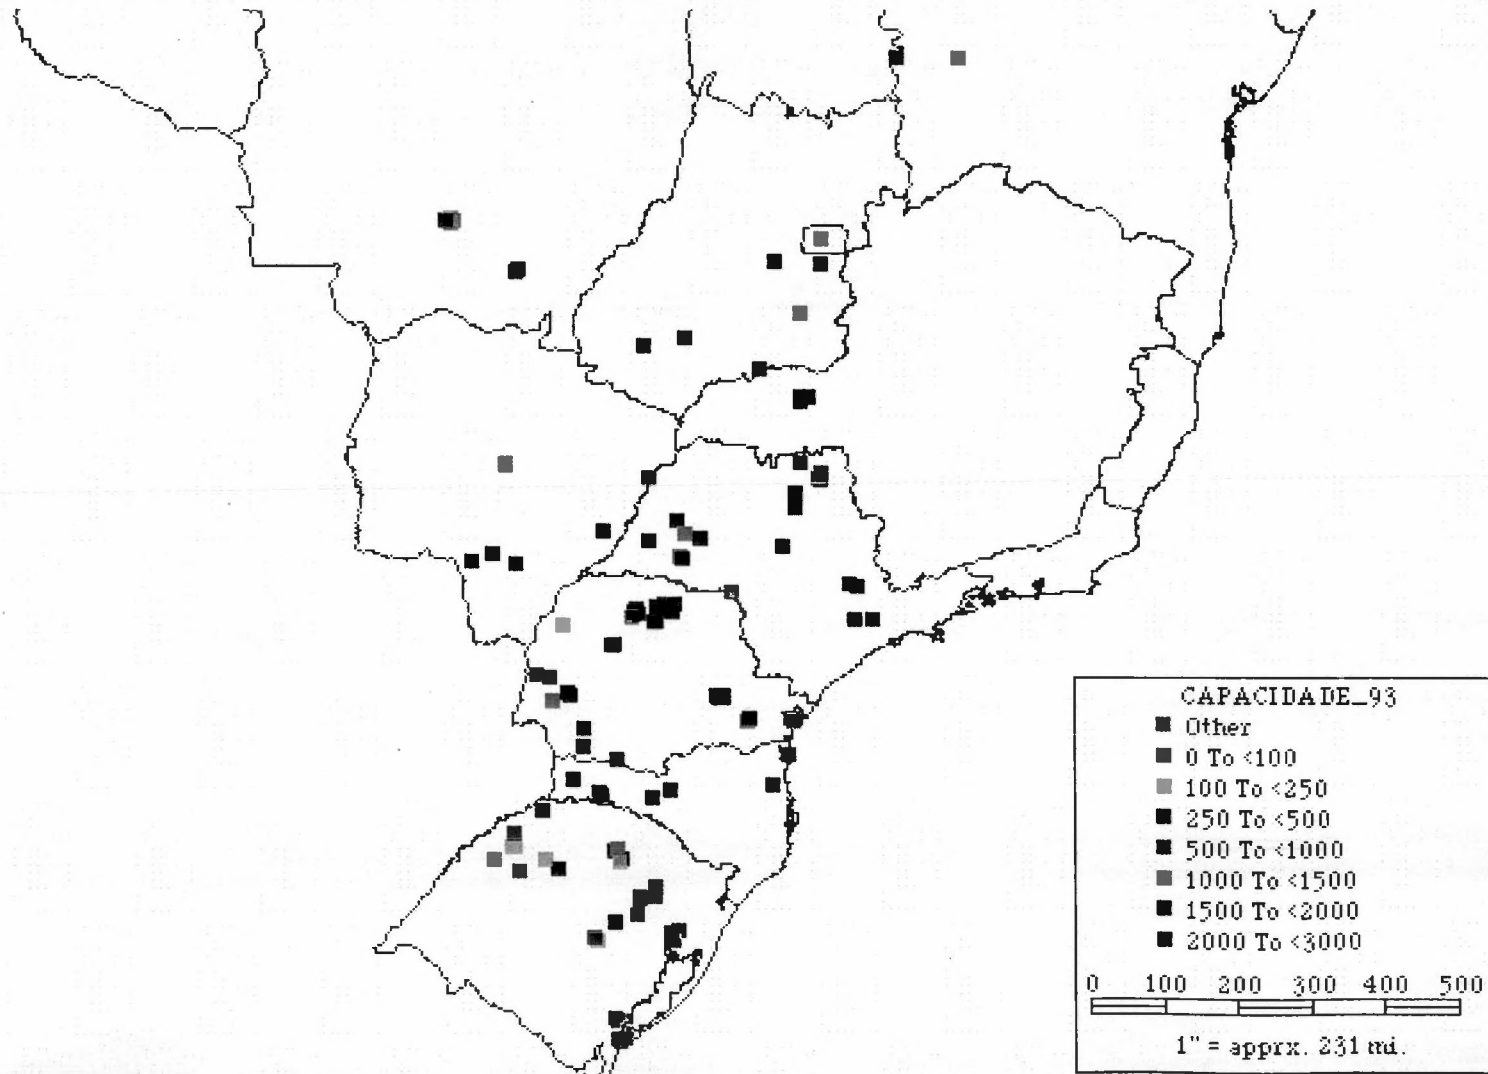 CAPACIDADE_93
Other
0 To <100
100 To <250
250 To <500
500 To <1000
1000 To <1500
1500 To <2000
2000 To <3000
0 100 200 300 400 500
1" = apprx. 231 mi.